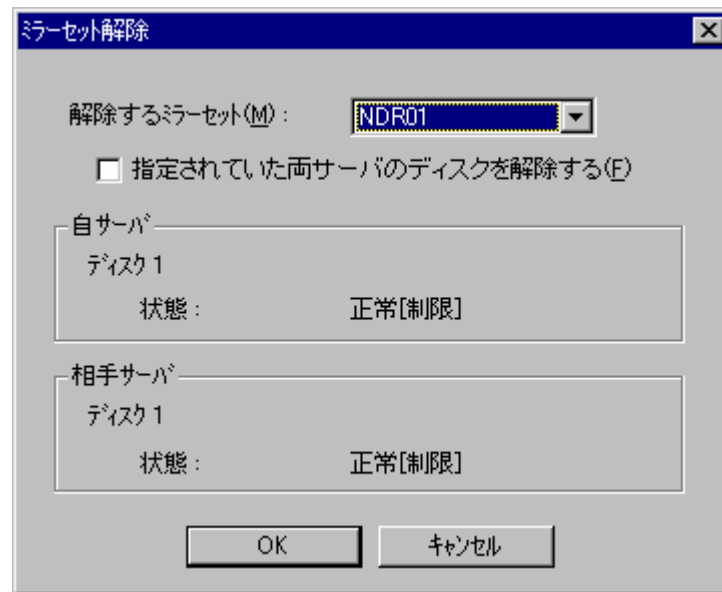 ミラーセット解除
解除するミラーセット(M)： NDR01
指定されていた両サーバのディスクを解除する(F)
自サーバ
ディスク 1
状態： 正常[制限]
相手サーバ
ディスク 1
状態： 正常[制限]
OK キャンセル